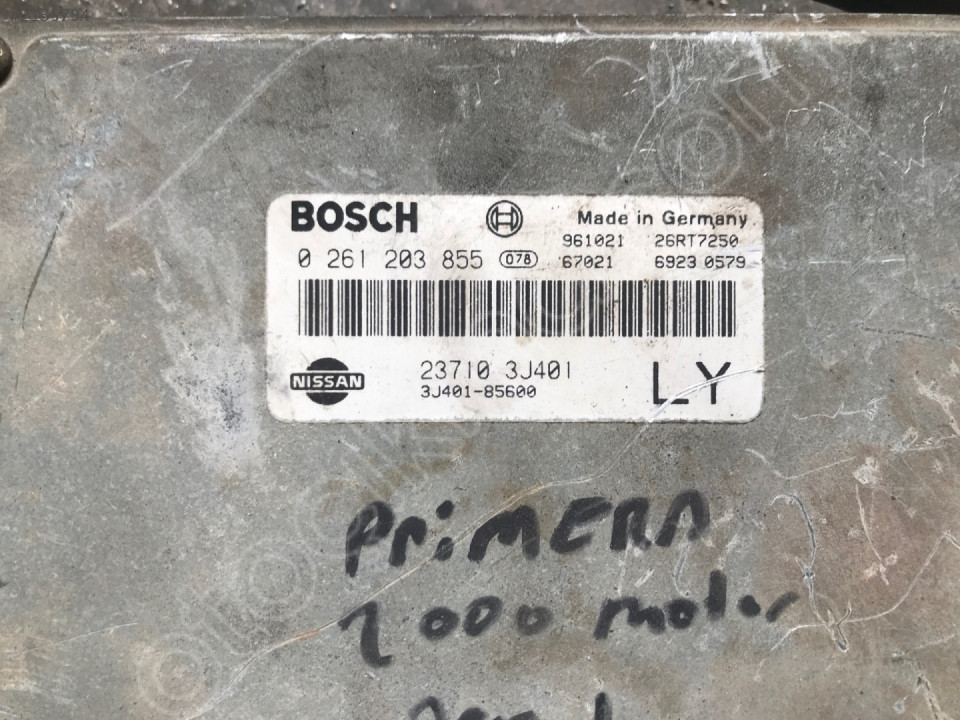 BOSCH Made in Germany
961021 26RT7250
0 261 203 855 078 67021 6923 0579
NISSAN 23710 3J401 LY
3J401-85600
PRiMERA
2000 motor